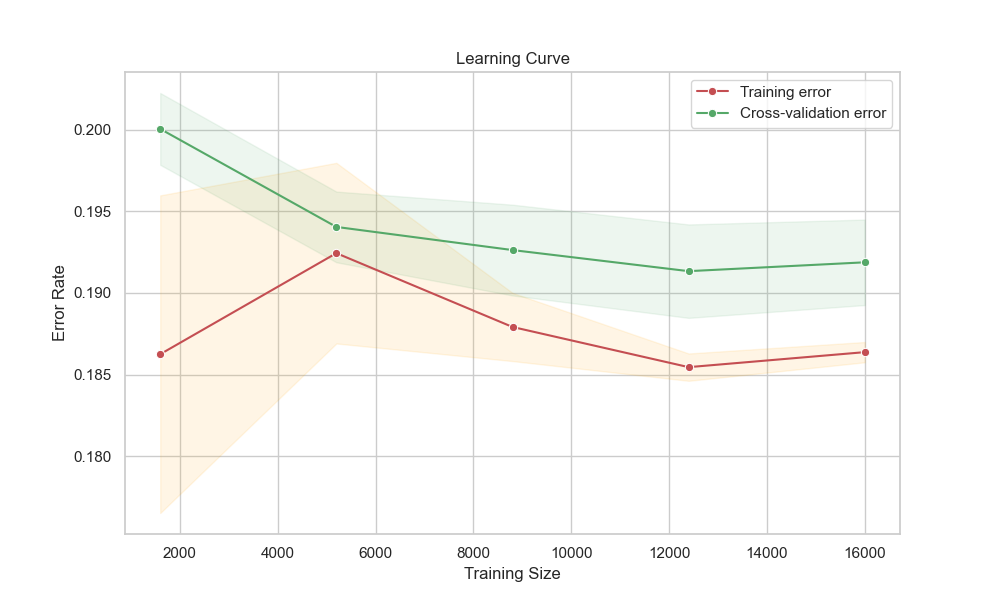 Learning Curve
Training error
Cross-validation error
0.200
0.195
0.190
0.185
0.180
Error Rate
2000 4000 6000 8000 10000 12000 14000 16000
Training Size